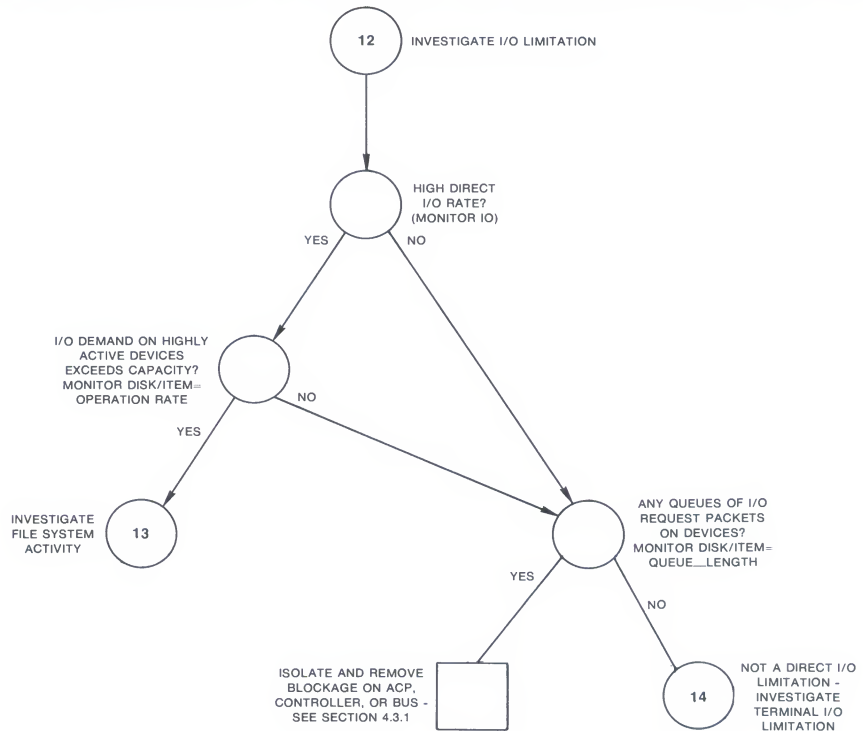 12
INVESTIGATE I/O LIMITATION
HIGH DIRECT
I/O RATE?
(MONITOR IO)
YES
NO
I/O DEMAND ON HIGHLY
ACTIVE DEVICES
EXCEEDS CAPACITY?
MONITOR DISK/ITEM=
OPERATION RATE
NO
YES
INVESTIGATE
FILE SYSTEM
ACTIVITY
13
ANY QUEUES OF I/O
REQUEST PACKETS
ON DEVICES?
MONITOR DISK/ITEM=
QUEUE__LENGTH
YES
NO
ISOLATE AND REMOVE
BLOCKAGE ON ACP,
CONTROLLER, OR BUS -
SEE SECTION 4.3.1
14
NOT A DIRECT I/O
LIMITATION -
INVESTIGATE
TERMINAL I/O
LIMITATION